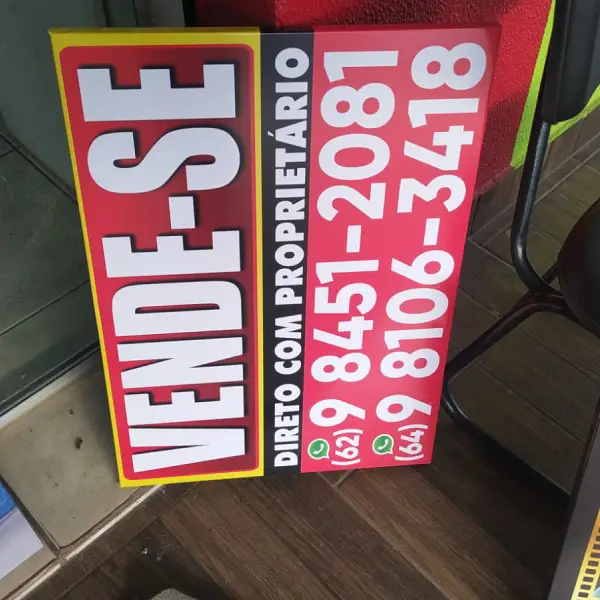 VENDE-SE
DIRETO COM PROPRIETÁRIO
(62) 9 8451-2081
(64) 9 8106-3418